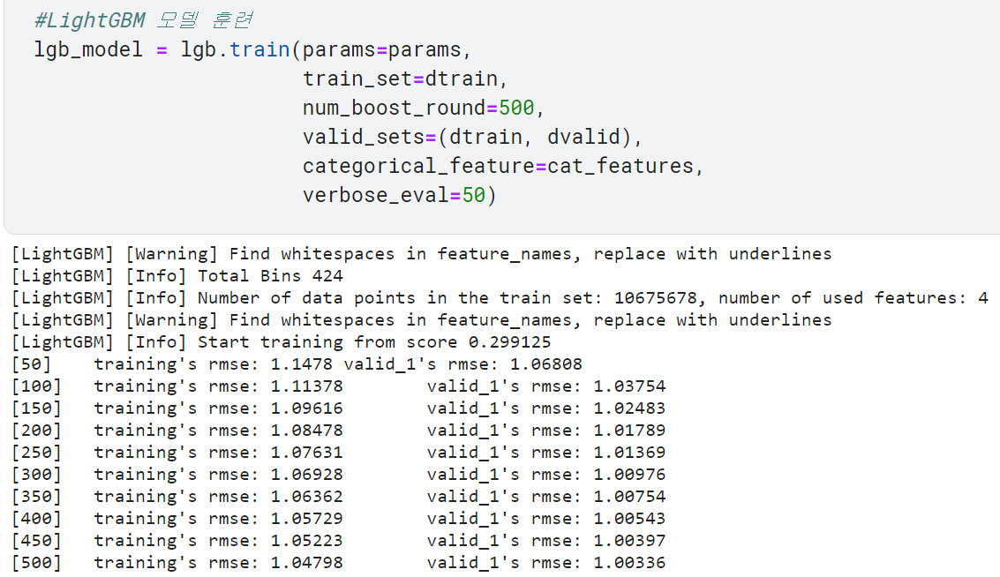 #LightGBM 모델 훈련
lgb_model = lgb.train(params=params,
train_set=dtrain,
num_boost_round=500,
valid_sets=(dtrain, dvalid),
categorical_feature=cat_features,
verbose_eval=50)
[LightGBM] [Warning] Find whitespaces in feature_names, replace with underlines
[LightGBM] [Info] Total Bins 424
[LightGBM] [Info] Number of data points in the train set: 10675678, number of used features: 4
[LightGBM] [Warning] Find whitespaces in feature_names, replace with underlines
[LightGBM] [Info] Start training from score 0.299125
[50] training's rmse: 1.1478 valid_1's rmse: 1.06808
[100] training's rmse: 1.11378 valid_1's rmse: 1.03754
[150] training's rmse: 1.09616 valid_1's rmse: 1.02483
[200] training's rmse: 1.08478 valid_1's rmse: 1.01789
[250] training's rmse: 1.07631 valid_1's rmse: 1.01369
[300] training's rmse: 1.06928 valid_1's rmse: 1.00976
[350] training's rmse: 1.06362 valid_1's rmse: 1.00754
[400] training's rmse: 1.05729 valid_1's rmse: 1.00543
[450] training's rmse: 1.05223 valid_1's rmse: 1.00397
[500] training's rmse: 1.04798 valid_1's rmse: 1.00336